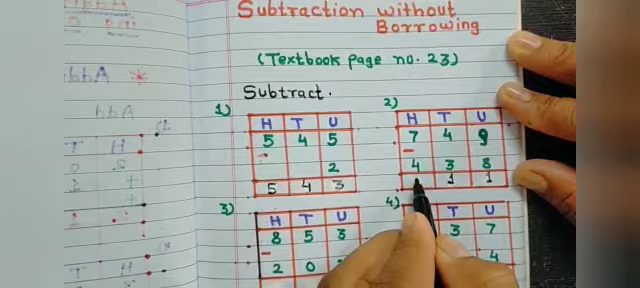 Subtraction without
Borrowing
(Textbook page no. 23)
Subtract.
1)
H T U
5 4 5
-
2
5 4 3
2)
H T U
7 4 9
-
4 3 8
1 1
3)
H T U
8 5 3
-
2 0
4)
T U
3 7
4